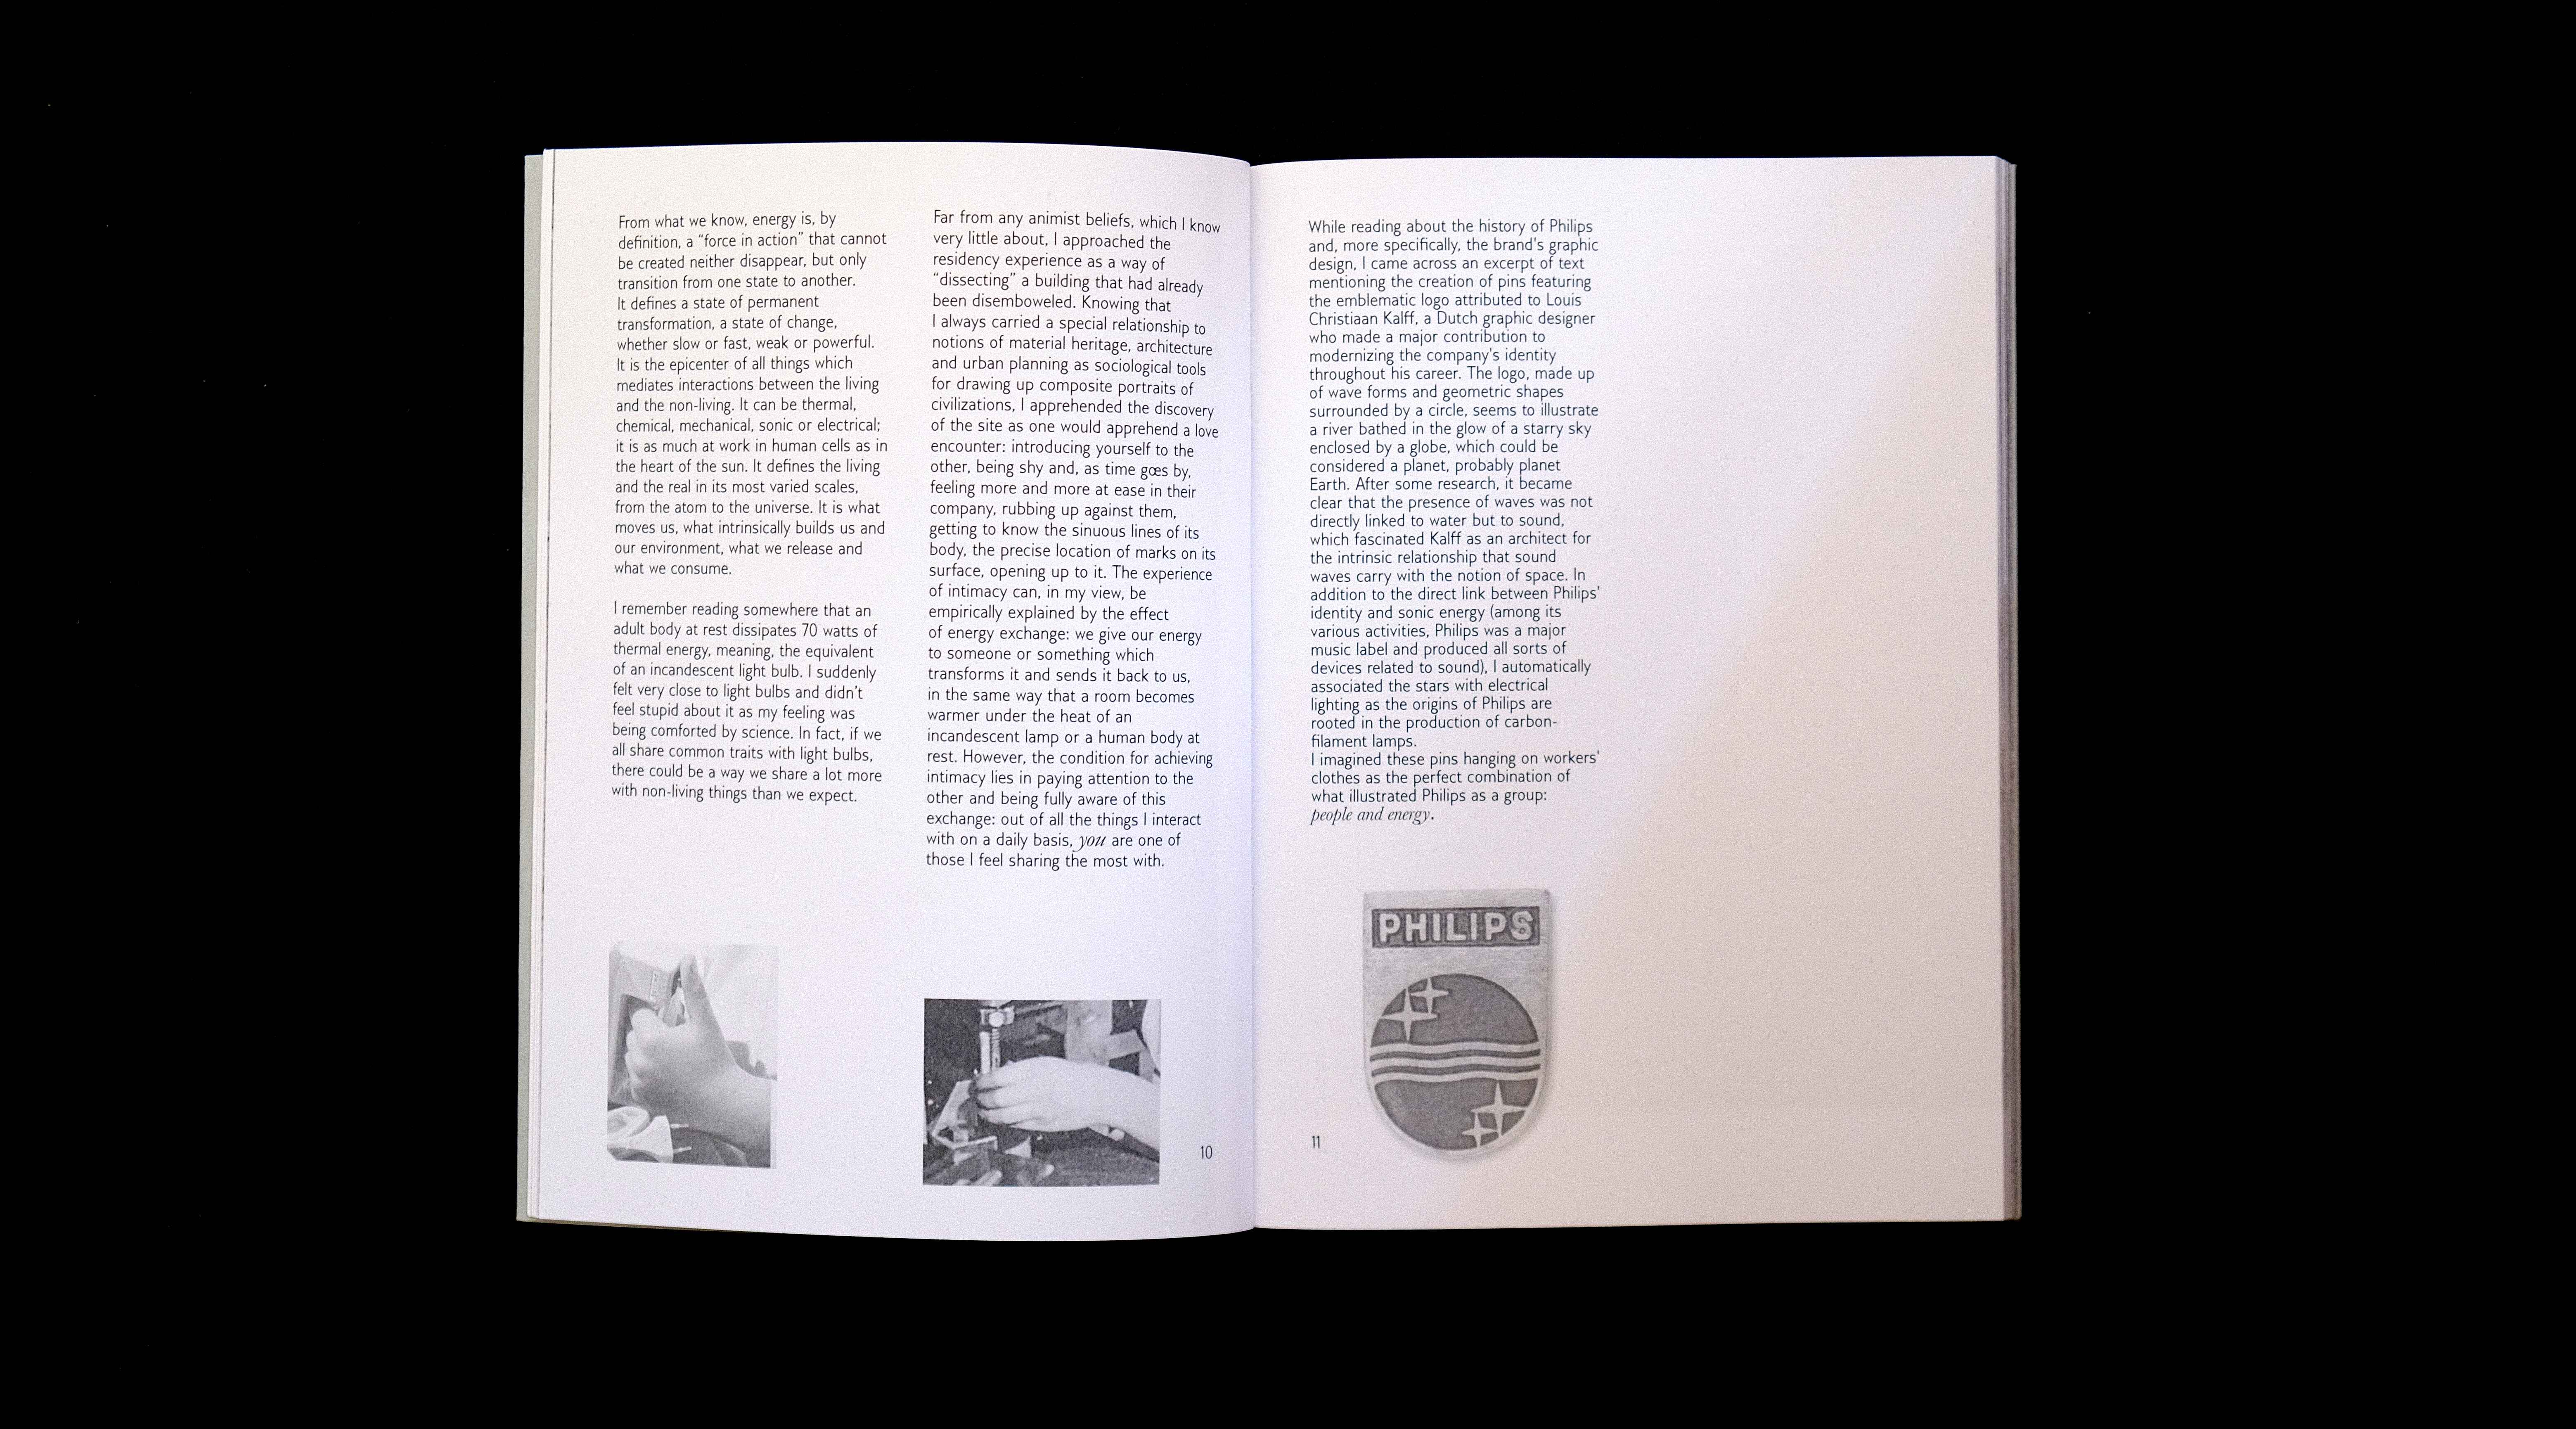 From what we know, energy is, by
definition, a “force in action” that cannot
be created neither disappear, but only
transition from one state to another.
It defines a state of permanent
transformation, a state of change,
whether slow or fast, weak or powerful.
It is the epicenter of all things which
mediates interactions between the living
and the non-living. It can be thermal,
chemical, mechanical, sonic or electrical;
it is as much at work in human cells as in
the heart of the sun. It defines the living
and the real in its most varied scales,
from the atom to the universe. It is what
moves us, what intrinsically builds us and
our environment, what we release and
what we consume.
I remember reading somewhere that an
adult body at rest dissipates 70 watts of
thermal energy, meaning, the equivalent
of an incandescent light bulb. I suddenly
felt very close to light bulbs and didn’t
feel stupid about it as my feeling was
being comforted by science. In fact, if we
all share common traits with light bulbs,
there could be a way we share a lot more
with non-living things than we expect.
Far from any animist beliefs, which I know
very little about, I approached the
residency experience as a way of
“dissecting” a building that had already
been disemboweled. Knowing that
I always carried a special relationship to
notions of material heritage, architecture
and urban planning as sociological tools
for drawing up composite portraits of
civilizations, I apprehended the discovery
of the site as one would apprehend a love
encounter: introducing yourself to the
other, being shy and, as time gœs by,
feeling more and more at ease in their
company, rubbing up against them,
getting to know the sinuous lines of its
body, the precise location of marks on its
surface, opening up to it. The experience
of intimacy can, in my view, be
empirically explained by the effect
of energy exchange: we give our energy
to someone or something which
transforms it and sends it back to us,
in the same way that a room becomes
warmer under the heat of an
incandescent lamp or a human body at
rest. However, the condition for achieving
intimacy lies in paying attention to the
other and being fully aware of this
exchange: out of all the things I interact
with on a daily basis, you are one of
those I feel sharing the most with.
10
While reading about the history of Philips
and, more specifically, the brand’s graphic
design, I came across an excerpt of text
mentioning the creation of pins featuring
the emblematic logo attributed to Louis
Christiaan Kalff, a Dutch graphic designer
who made a major contribution to
modernizing the company’s identity
throughout his career. The logo, made up
of wave forms and geometric shapes
surrounded by a circle, seems to illustrate
a river bathed in the glow of a starry sky
enclosed by a globe, which could be
considered a planet, probably planet
Earth. After some research, it became
clear that the presence of waves was not
directly linked to water but to sound,
which fascinated Kalff as an architect for
the intrinsic relationship that sound
waves carry with the notion of space. In
addition to the direct link between Philips’
identity and sonic energy (among its
various activities, Philips was a major
music label and produced all sorts of
devices related to sound), I automatically
associated the stars with electrical
lighting as the origins of Philips are
rooted in the production of carbon-
filament lamps.
I imagined these pins hanging on workers’
clothes as the perfect combination of
what illustrated Philips as a group:
people and energy.
PHILIPS
11